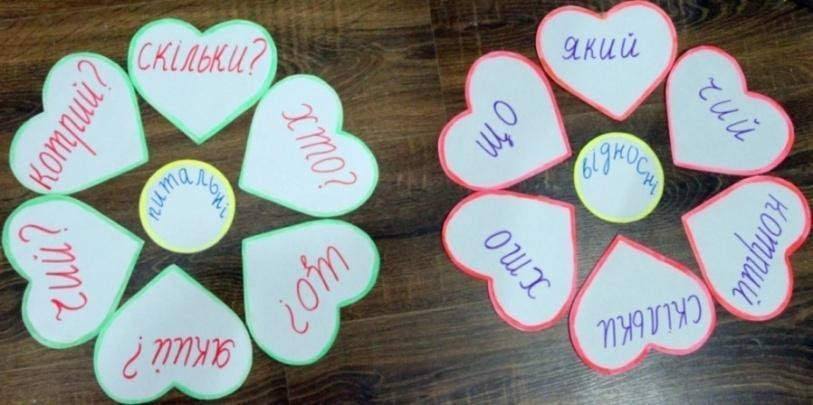 питальні
скільки?
хто?
що?
який?
чий?
котрий?
відносні
який
чий
котрий
скільки
хто
що